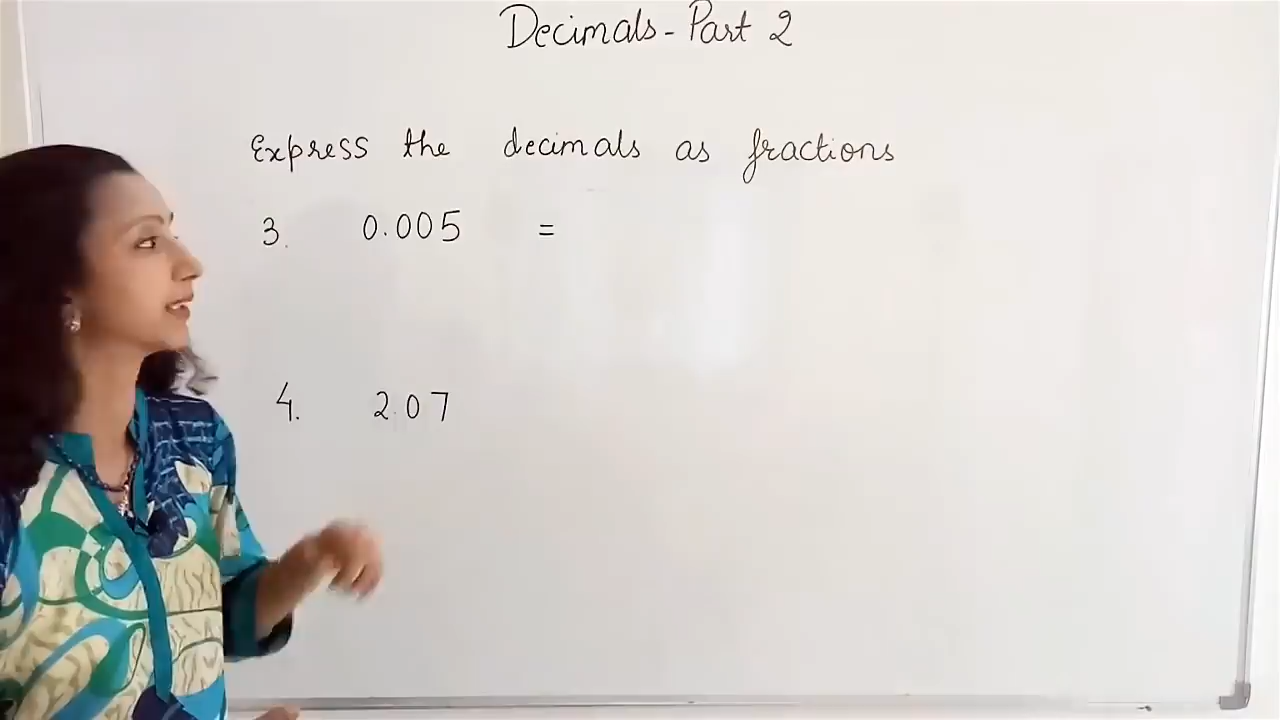 Decimals - Part 2
Express the decimals as fractions
3. 0.005 =
4. 2.07